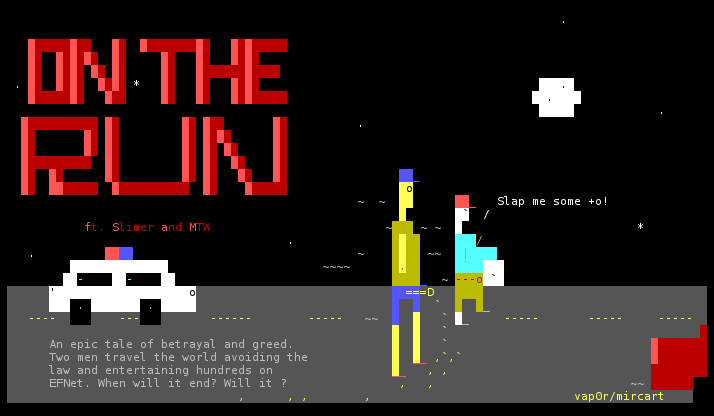 ON THE
RUN
Slap me some +o!
ft. Slimer and MTW
An epic tale of betrayal and greed.
Two men travel the world avoiding the
law and entertaining hundreds on
EFNet. When will it end? Will it ?
vap0r/mircart